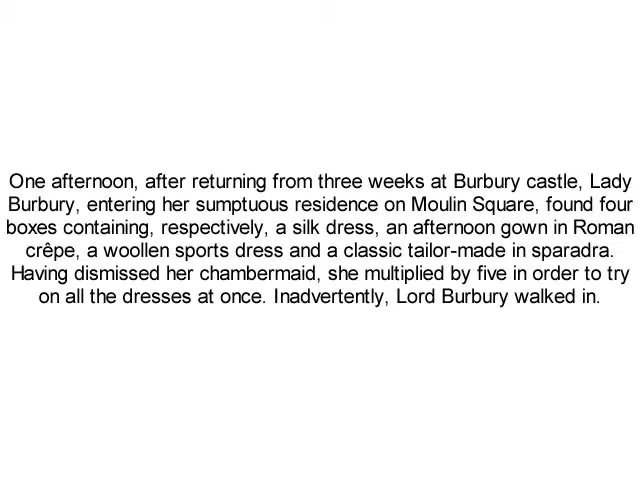 One afternoon, after returning from three weeks at Burbury castle, Lady
Burbury, entering her sumptuous residence on Moulin Square, found four
boxes containing, respectively, a silk dress, an afternoon gown in Roman
crêpe, a woollen sports dress and a classic tailor-made in sparadra.
Having dismissed her chambermaid, she multiplied by five in order to try
on all the dresses at once. Inadvertently, Lord Burbury walked in.